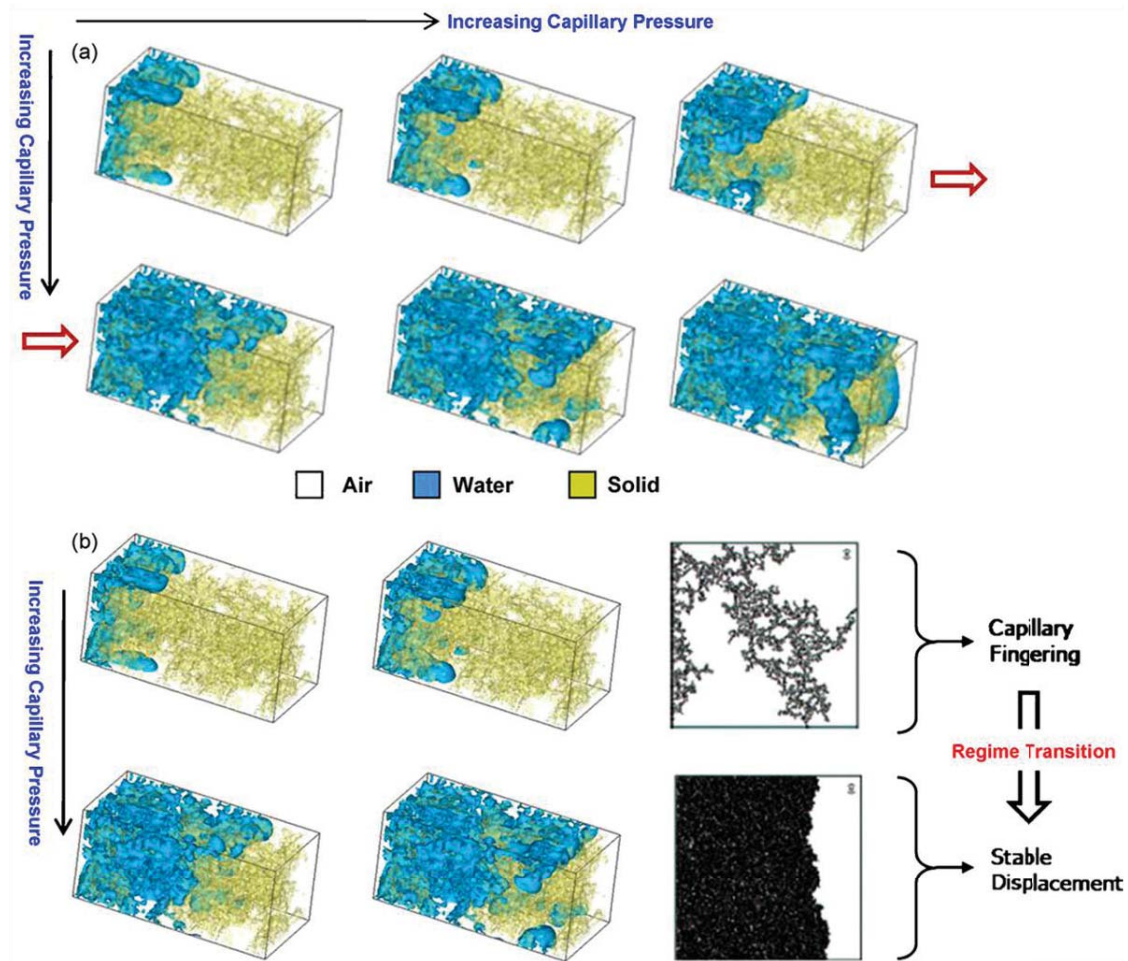 Increasing Capillary Pressure
Increasing Capillary Pressure
(a)
Air
Water
Solid
(b)
Increasing Capillary Pressure
Capillary
Fingering
Regime Transition
Stable
Displacement